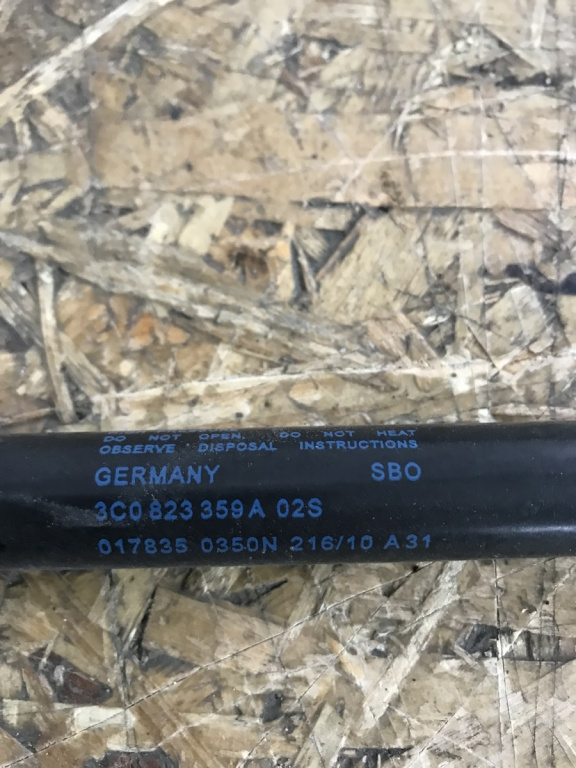 DO NOT OPEN. DO NOT HEAT
OBSERVE DISPOSAL INSTRUCTIONS
GERMANY SBO
3C0 823 359 A 02S
017835 0350N 216/10 A31